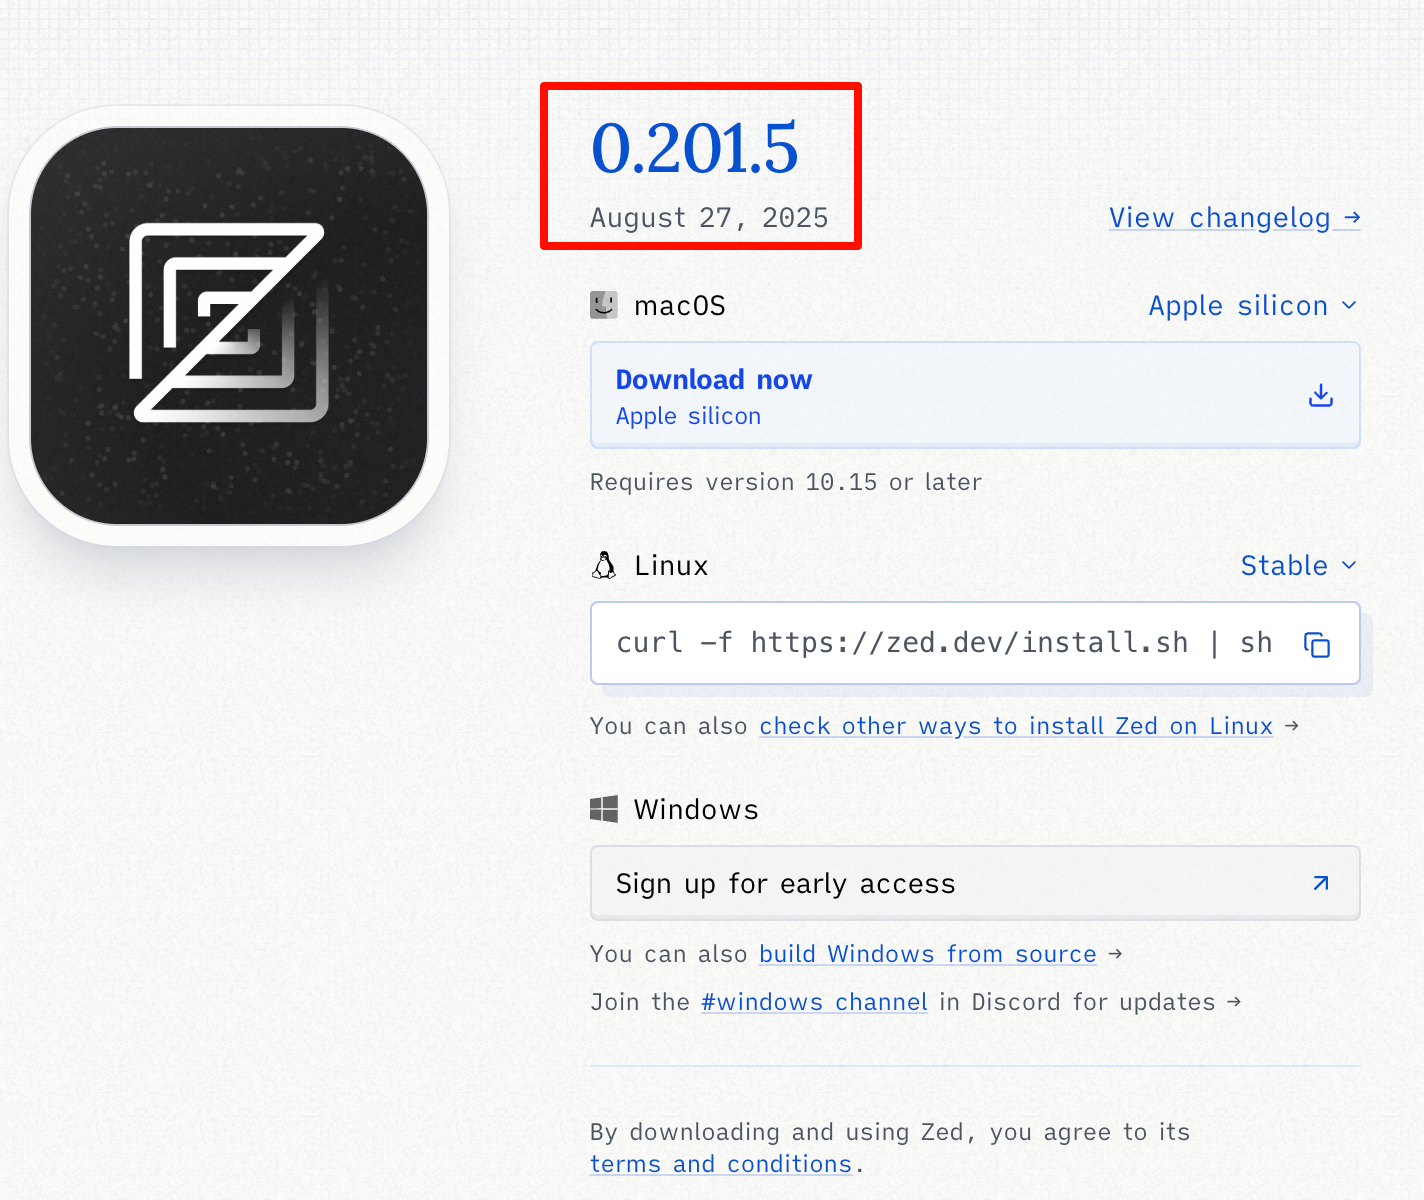 0.201.5
August 27, 2025
View changelog →
macOS
Apple silicon
Download now
Apple silicon
Requires version 10.15 or later
Linux
Stable
curl -f https://zed.dev/install.sh | sh
You can also check other ways to install Zed on Linux →
Windows
Sign up for early access
You can also build Windows from source →
Join the #windows channel in Discord for updates →
By downloading and using Zed, you agree to its
terms and conditions.